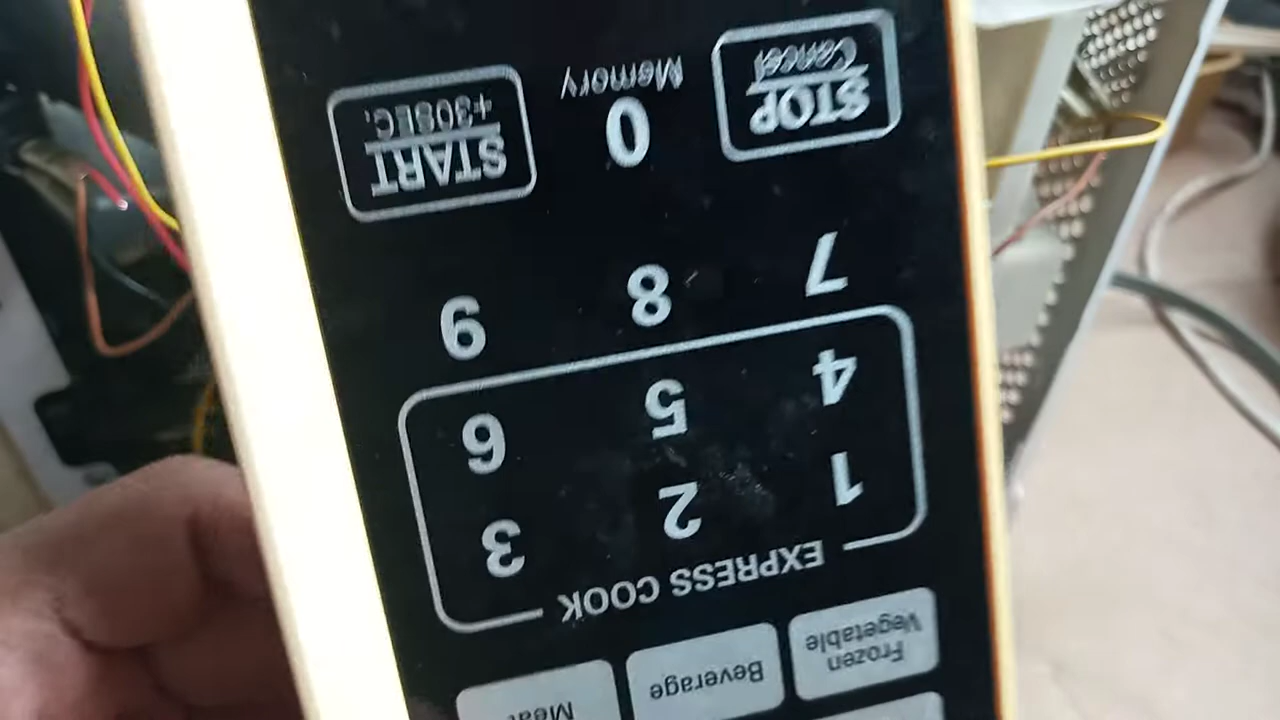 Frozen
Vegetable
Beverage
Meat
EXPRESS COOK
1 2 3
4 5 6
7 8 9
STOP
Cancel
0
Memory
START
+30SEC.